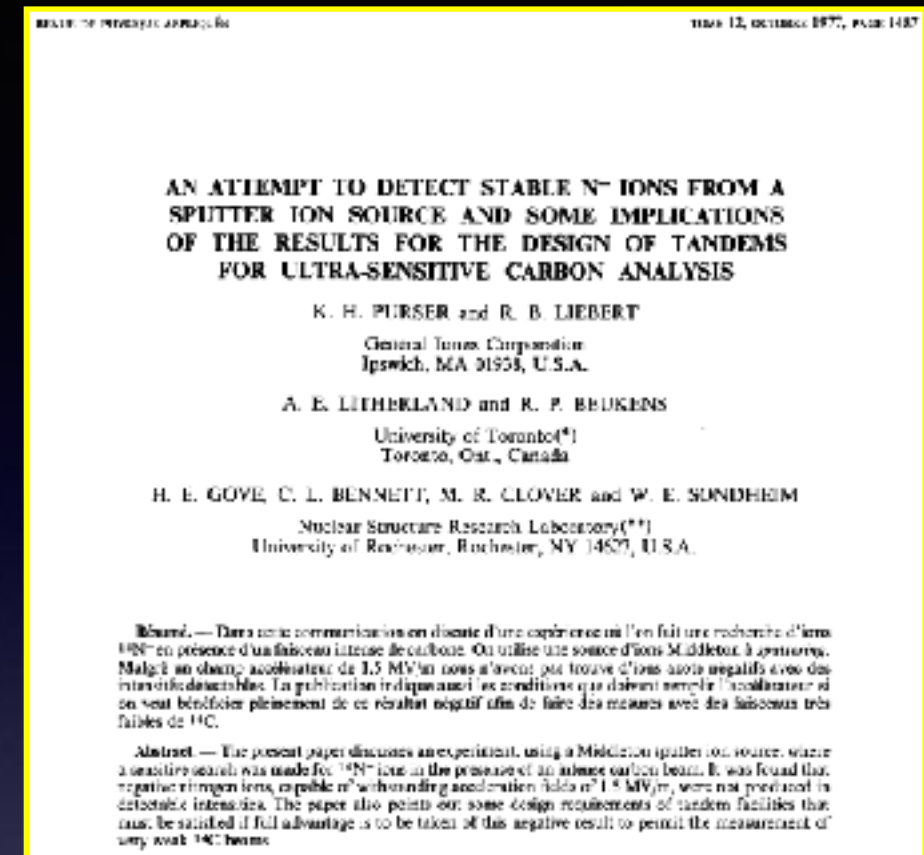 REVUE DE PHYSIQUE APPLIQUÉE
TOME 12, OCTOBRE 1977, PAGE 1487
AN ATTEMPT TO DETECT STABLE N⁻ IONS FROM A
SPUTTER ION SOURCE AND SOME IMPLICATIONS
OF THE RESULTS FOR THE DESIGN OF TANDEMS
FOR ULTRA-SENSITIVE CARBON ANALYSIS
K. H. PURSER and R. B. LIEBERT
General Ionex Corporation
Ipswich, MA 01938, U.S.A.
A. E. LITHERLAND and R. P. BEUKENS
University of Toronto(*)
Toronto, Ont., Canada
H. E. GOVE, C. L. BENNETT, M. R. CLOVER and W. E. SONDHEIM
Nuclear Structure Research Laboratory(**)
University of Rochester, Rochester, NY 14627, U.S.A.
Résumé. — Dans cette communication on discute d'une expérience où l'on fait une recherche d'ions
¹⁴N⁻ en présence d'un faisceau intense de carbone. On utilise une source d'ions Middleton à sputtering.
Malgré un champ accélérateur de 1.5 MV/m nous n'avons pas trouvé d'ions azote négatifs avec des
intensités détectables. La publication indique aussi les conditions que doivent remplir l'accélérateur si
on veut bénéficier pleinement de ce résultat négatif afin de faire des mesures avec des faisceaux très
faibles de ¹⁴C.
Abstract. — The present paper discusses an experiment, using a Middleton sputter ion source, where
a sensitive search was made for ¹⁴N⁻ ions in the presence of an intense carbon beam. It was found that
negative nitrogen ions, capable of withstanding acceleration fields of 1.5 MV/m, were not produced in
detectable intensities. The paper also points out some design requirements of tandem facilities that
must be satisfied if full advantage is to be taken of this negative result to permit the measurement of
very weak ¹⁴C beams